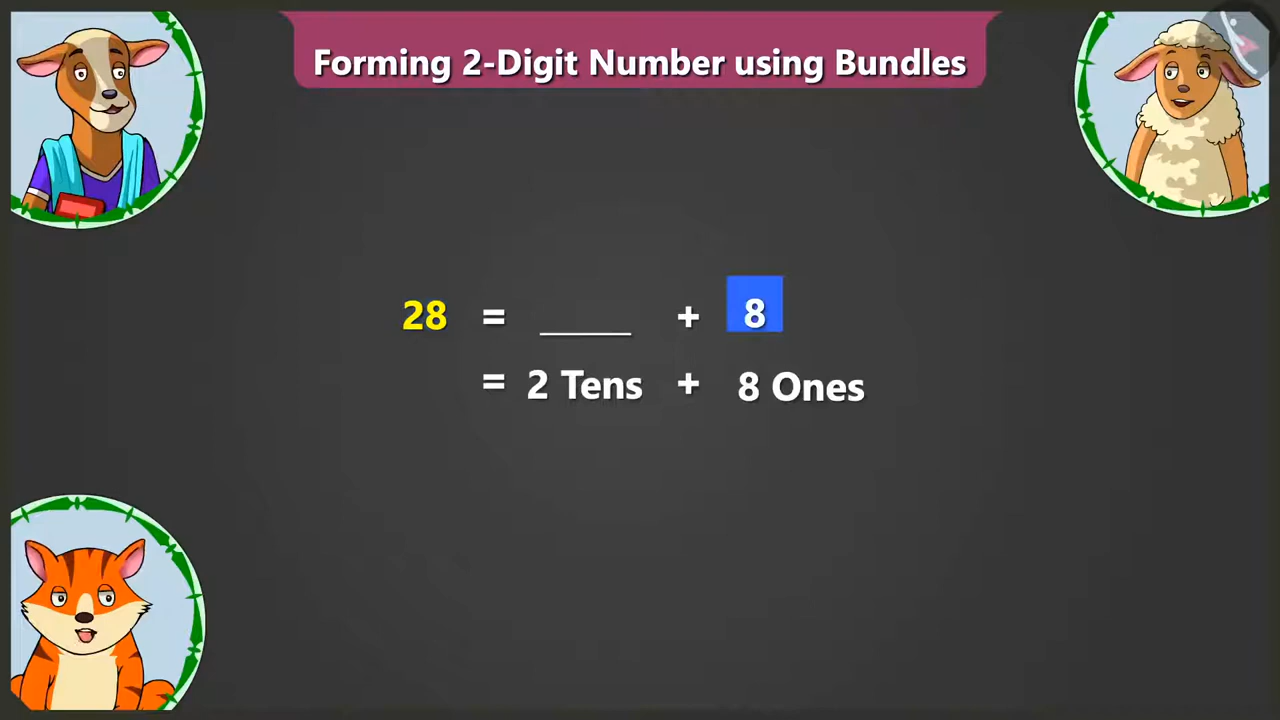 Forming 2-Digit Number using Bundles
28 = _____ + 8
= 2 Tens + 8 Ones